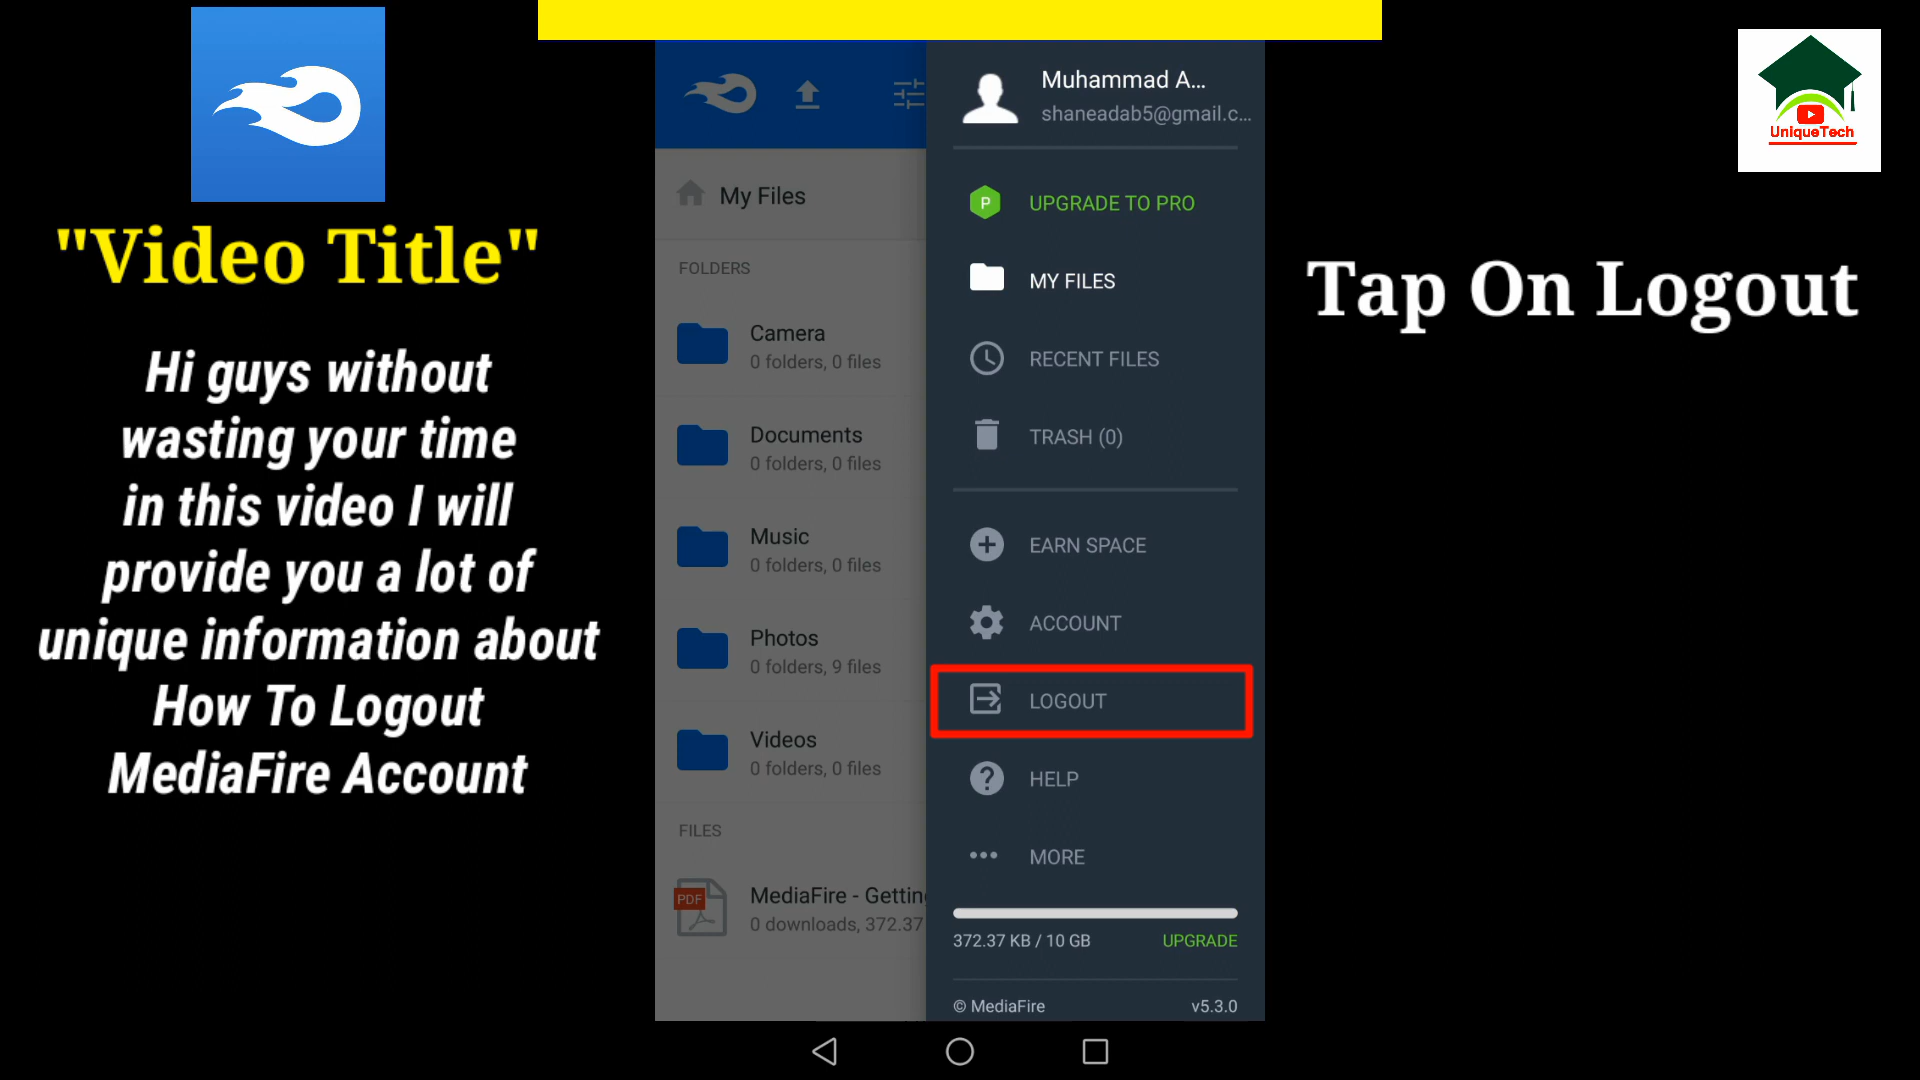 "Video Title"
Hi guys without
wasting your time
in this video I will
provide you a lot of
unique information about
How To Logout
MediaFire Account
My Files
FOLDERS
Camera
0 folders, 0 files
Documents
0 folders, 0 files
Music
0 folders, 0 files
Photos
0 folders, 9 files
Videos
0 folders, 0 files
FILES
PDF
MediaFire - Getting
0 downloads, 372.37
Muhammad A...
shaneadab5@gmail.c...
P
UPGRADE TO PRO
MY FILES
RECENT FILES
TRASH (0)
EARN SPACE
ACCOUNT
LOGOUT
HELP
MORE
372.37 KB / 10 GB
UPGRADE
© MediaFire
v5.3.0
UniqueTech
Tap On Logout